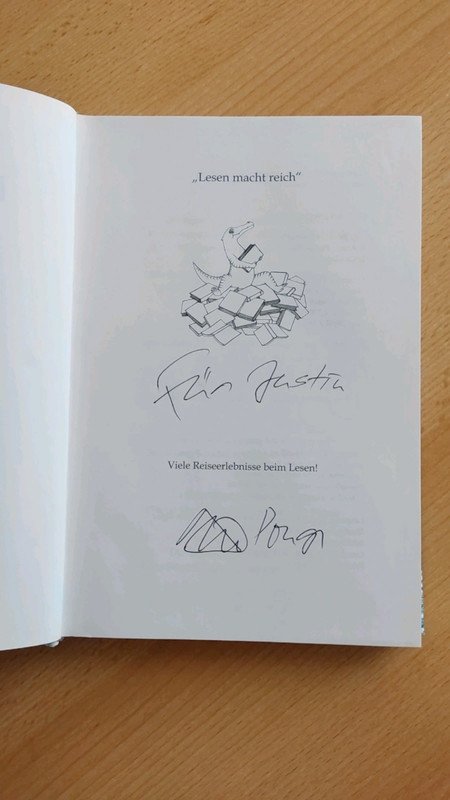 „Lesen macht reich“
Für Justin
Viele Reiseerlebnisse beim Lesen!